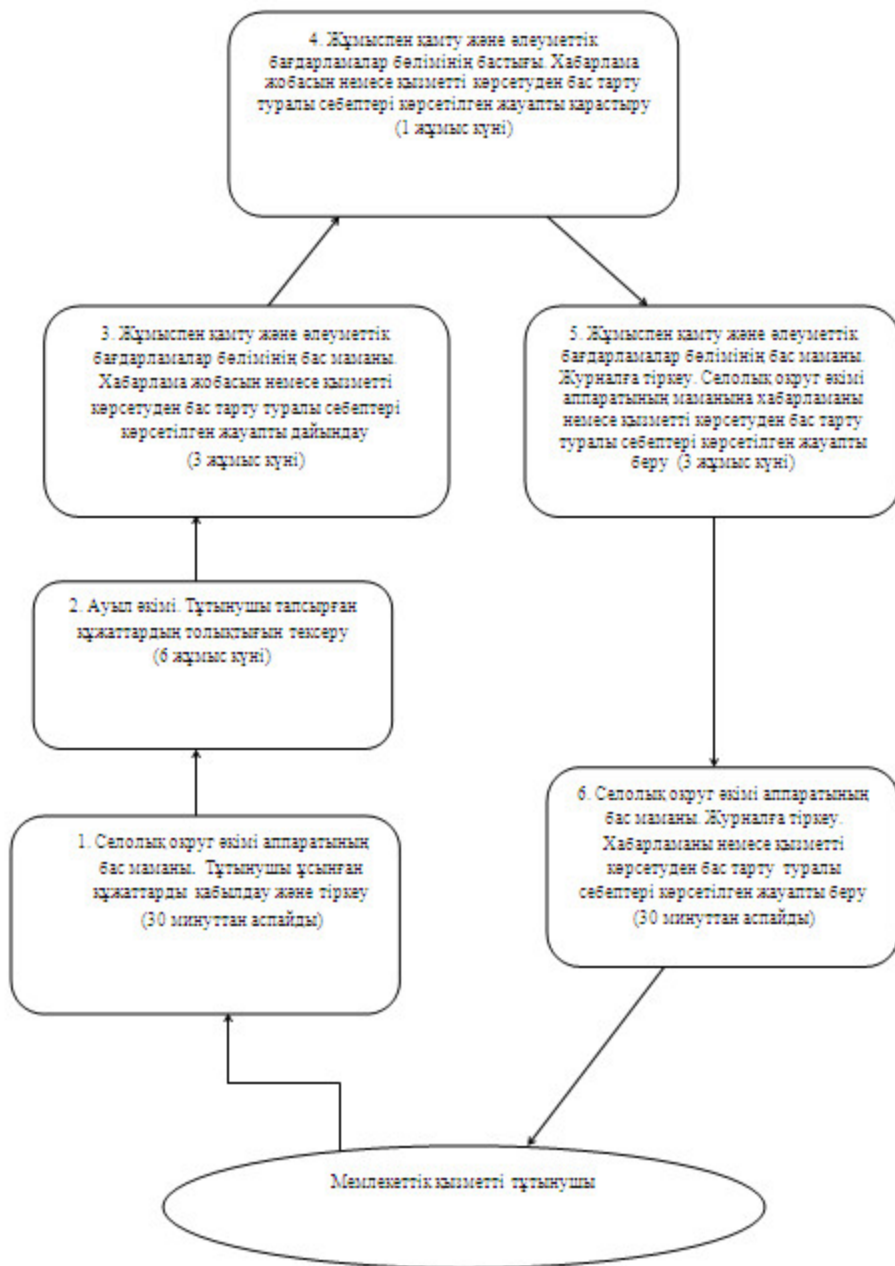 4. Жұмыспен қамту және әлеуметтік
бағдарламалар бөлімінің бастығы. Хабарлама
жобасын немесе қызметті көрсетуден бас тарту
туралы себептері көрсетілген жауапты қарастыру
(1 жұмыс күні)
3. Жұмыспен қамту және әлеуметтік
бағдарламалар бөлімінің бас маманы.
Хабарлама жобасын немесе қызметті
көрсетуден бас тарту туралы себептері
көрсетілген жауапты дайындау
(3 жұмыс күні)
5. Жұмыспен қамту және әлеуметтік
бағдарламалар бөлімінің бас маманы.
Журналға тіркеу. Селолық округ әкімі
аппаратының маманына хабарламаны
немесе қызметті көрсетуден бас тарту
туралы себептері көрсетілген жауапты
беру (3 жұмыс күні)
2. Ауыл әкімі. Тұтынушы тапсырған
құжаттардың толықтығын тексеру
(6 жұмыс күні)
1. Селолық округ әкімі аппаратының
бас маманы. Тұтынушы ұсынған
құжаттарды қабылдау және тіркеу
(30 минуттан аспайды)
6. Селолық округ әкімі аппаратының
бас маманы. Журналға тіркеу.
Хабарламаны немесе қызметті
көрсетуден бас тарту туралы
себептері көрсетілген жауапты беру
(30 минуттан аспайды)
Мемлекеттік қызметті тұтынушы